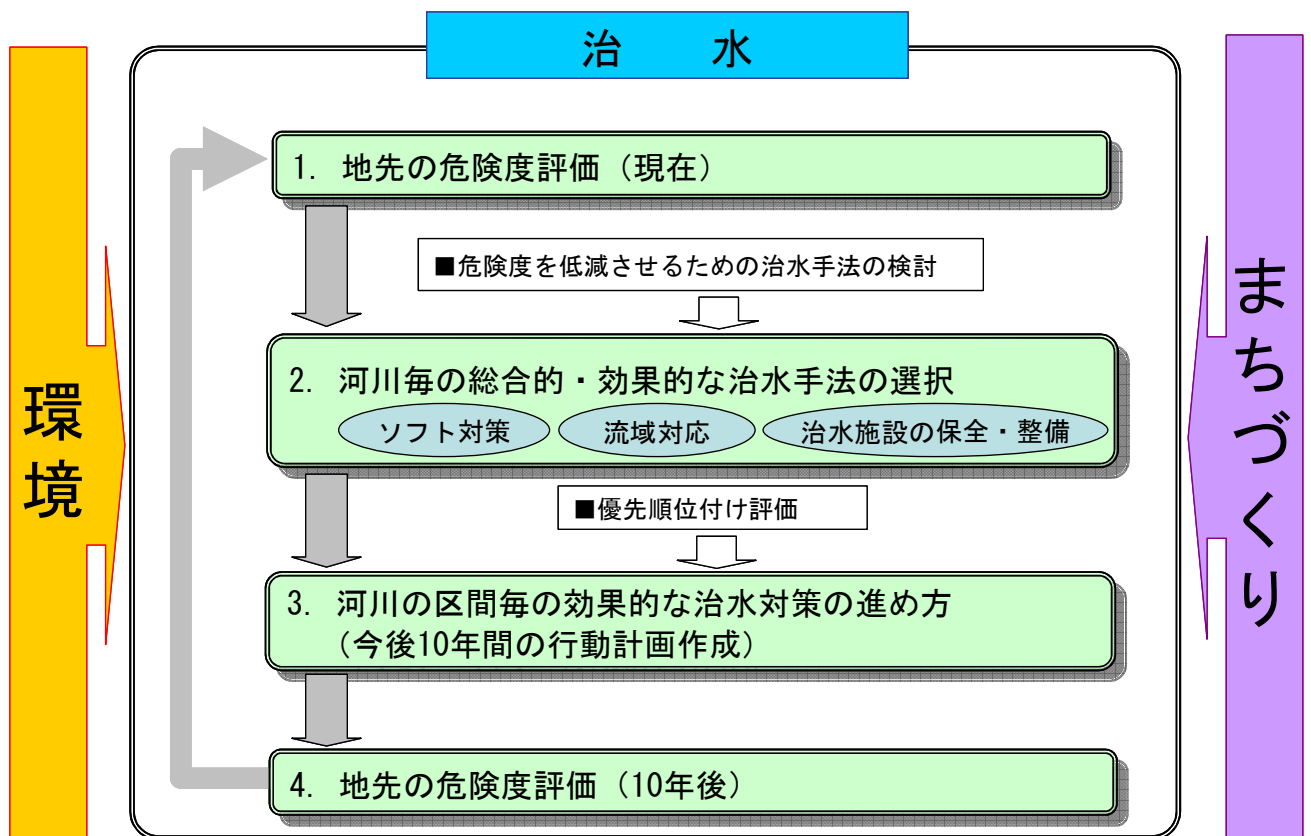 治　水
1. 地先の危険度評価（現在）
■危険度を低減させるための治水手法の検討
2. 河川毎の総合的・効果的な治水手法の選択
ソフト対策　流域対応　治水施設の保全・整備
■優先順位付け評価
3. 河川の区間毎の効果的な治水対策の進め方
（今後10年間の行動計画作成）
4. 地先の危険度評価（10年後）
環境
まちづくり